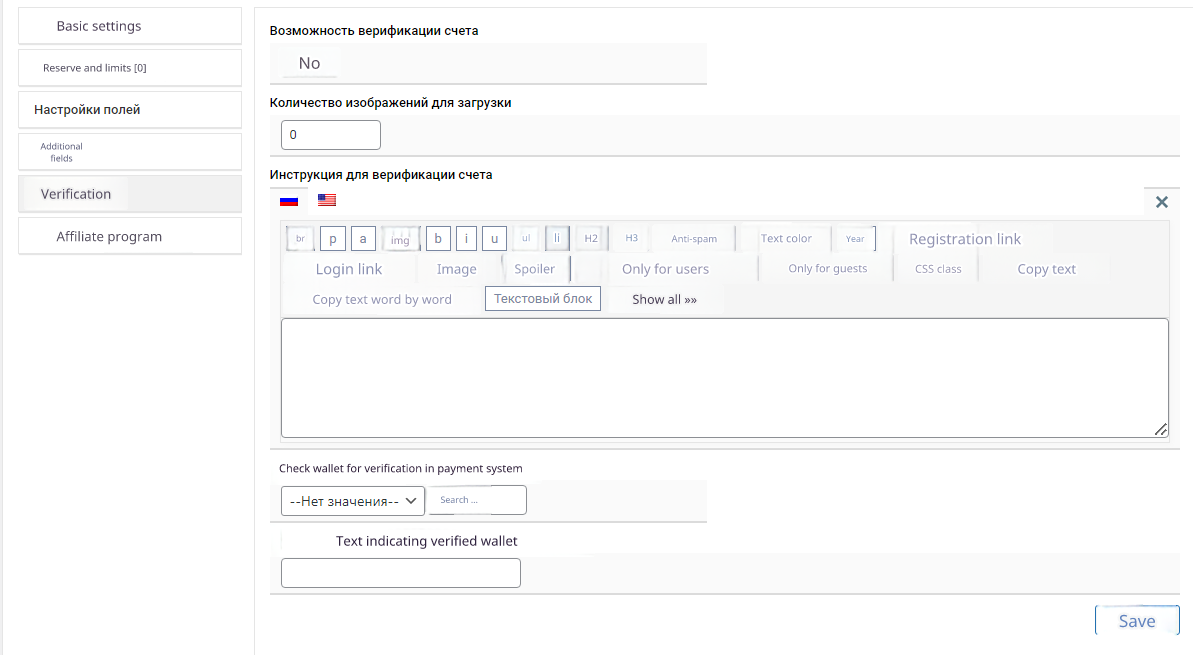 Basic settings
Reserve and limits [0]
Настройки полей
Additional
fields
Verification
Affiliate program
Возможность верификации счета
No
Количество изображений для загрузки
0
Инструкция для верификации счета
br p a img b i u ul li H2 H3 Anti-spam Text color Year Registration link
Login link Image Spoiler Only for users Only for guests CSS class Copy text
Copy text word by word Текстовый блок Show all »»
Check wallet for verification in payment system
--Нет значения-- Search ...
Text indicating verified wallet
Save